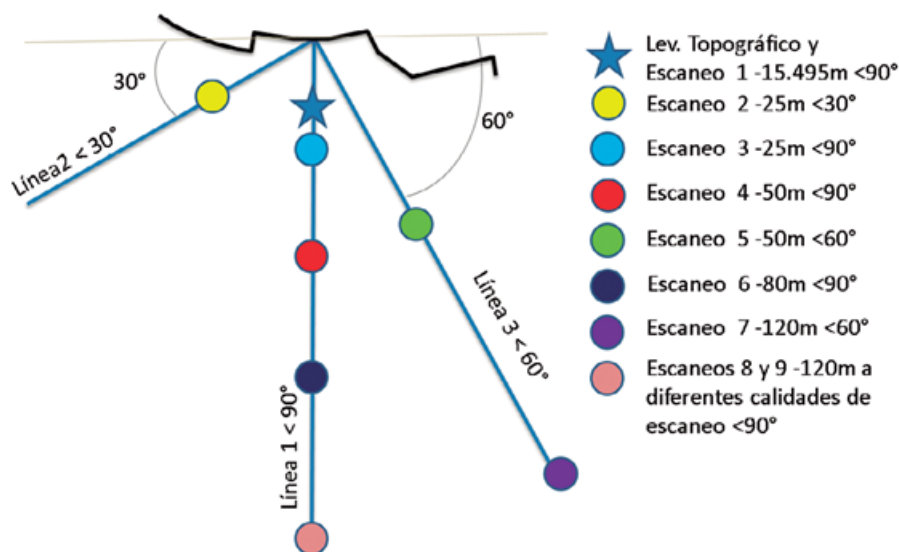 30°
60°
Línea2 < 30°
Línea 1 < 90°
Línea 3 < 60°
Lev. Topográfico y
Escaneo 1 -15.495m <90°
Escaneo 2 -25m <30°
Escaneo 3 -25m <90°
Escaneo 4 -50m <90°
Escaneo 5 -50m <60°
Escaneo 6 -80m <90°
Escaneo 7 -120m <60°
Escaneos 8 y 9 -120m a
diferentes calidades de
escaneo <90°